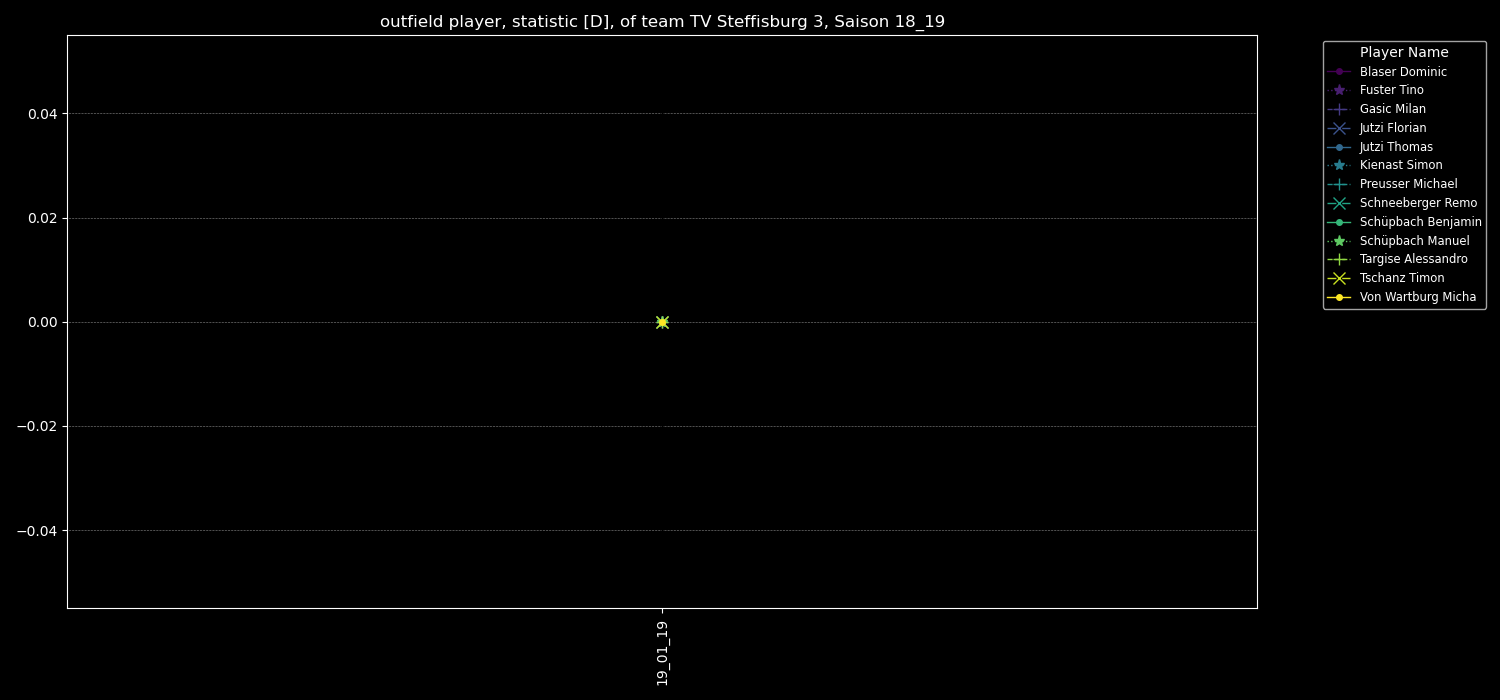 outfield player, statistic [D], of team TV Steffisburg 3, Saison 18_19
Player Name
Blaser Dominic
Fuster Tino
Gasic Milan
Jutzi Florian
Jutzi Thomas
Kienast Simon
Preusser Michael
Schneeberger Remo
Schüpbach Benjamin
Schüpbach Manuel
Targise Alessandro
Tschanz Timon
Von Wartburg Micha
0.04
0.02
0.00
−0.02
−0.04
19_01_19